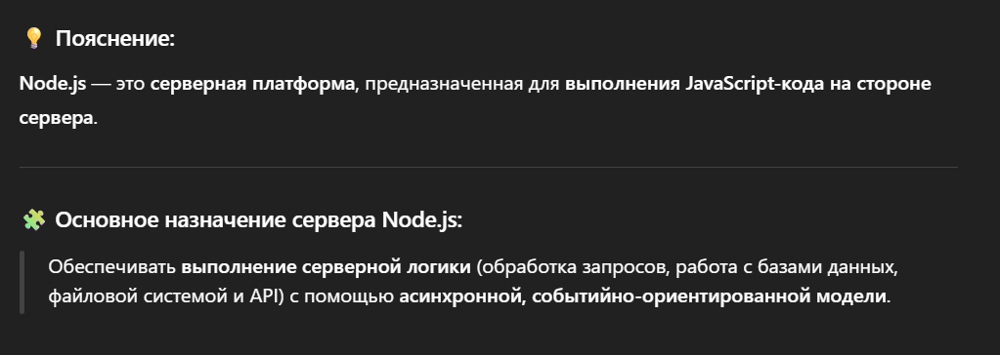 💡 Пояснение:
Node.js — это серверная платформа, предназначенная для выполнения JavaScript-кода на стороне
сервера.
🧩 Основное назначение сервера Node.js:
Обеспечивать выполнение серверной логики (обработка запросов, работа с базами данных,
файловой системой и API) с помощью асинхронной, событийно-ориентированной модели.